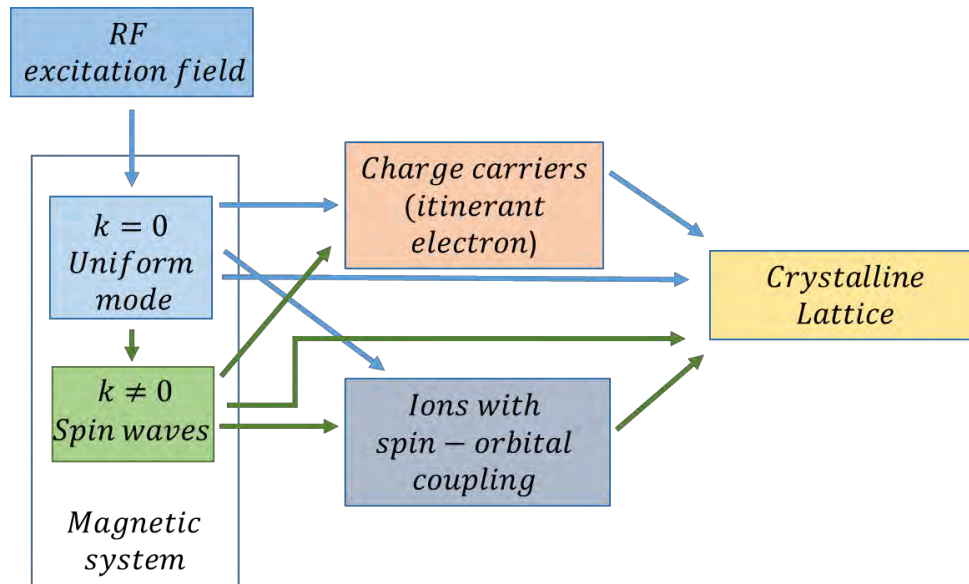 RF
excitation field
k = 0
Uniform
mode
k ≠ 0
Spin waves
Magnetic
system
Charge carriers
(itinerant
electron)
Ions with
spin − orbital
coupling
Crystalline
Lattice